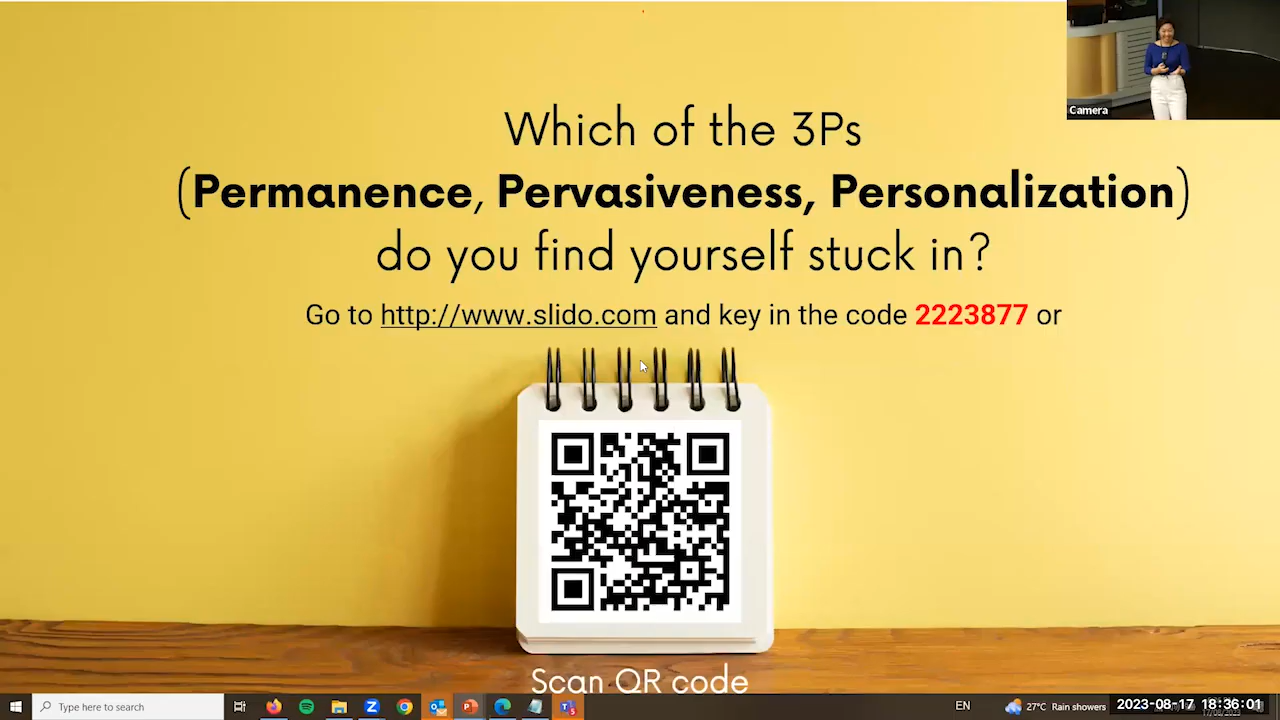 Camera
Which of the 3Ps
(Permanence, Pervasiveness, Personalization)
do you find yourself stuck in?
Go to http://www.slido.com and key in the code 2223877 or
Scan QR code
Type here to search
EN
27°C Rain showers
2023-08-17 18:36:01